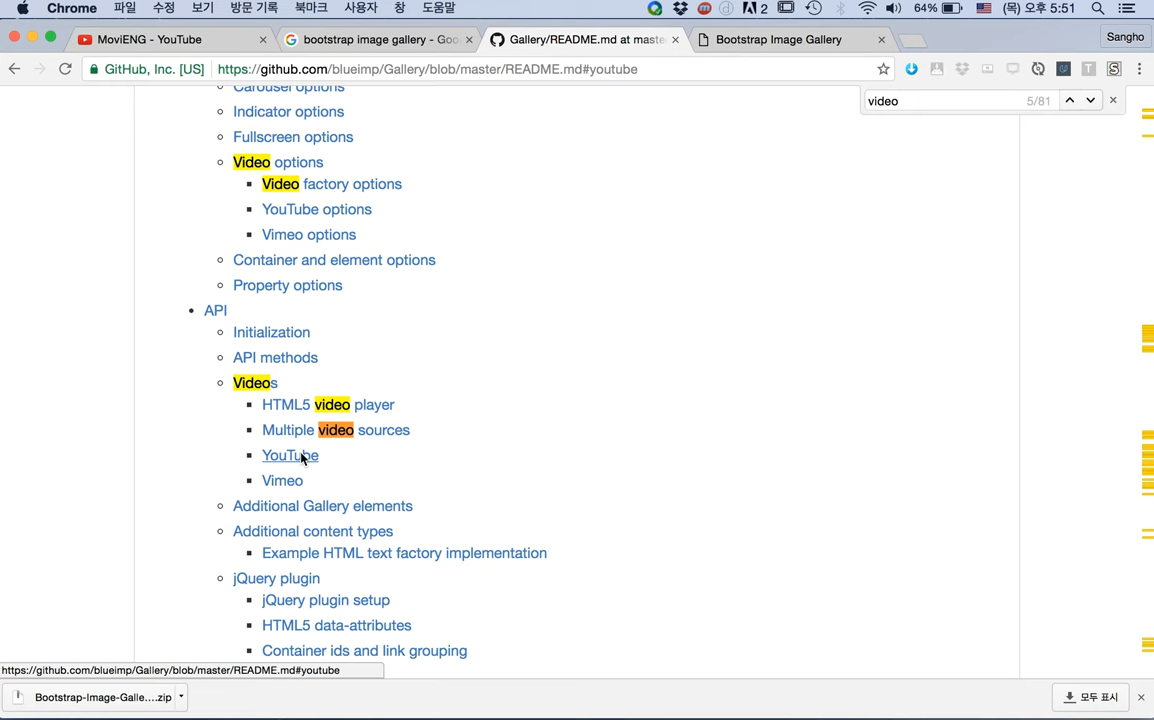 Chrome 파일 수정 보기 방문 기록 북마크 사용자 창 도움말 2 64% (목) 오후 5:51
MoviENG - YouTube
bootstrap image gallery - Goo
Gallery/README.md at maste
Bootstrap Image Gallery
Sangho
GitHub, Inc. [US] https://github.com/blueimp/Gallery/blob/master/README.md#youtube
video 5/81
Carousel options
Indicator options
Fullscreen options
Video options
Video factory options
YouTube options
Vimeo options
Container and element options
Property options
API
Initialization
API methods
Videos
HTML5 video player
Multiple video sources
YouTube
Vimeo
Additional Gallery elements
Additional content types
Example HTML text factory implementation
jQuery plugin
jQuery plugin setup
HTML5 data-attributes
Container ids and link grouping
https://github.com/blueimp/Gallery/blob/master/README.md#youtube
Bootstrap-Image-Galle....zip
모두 표시